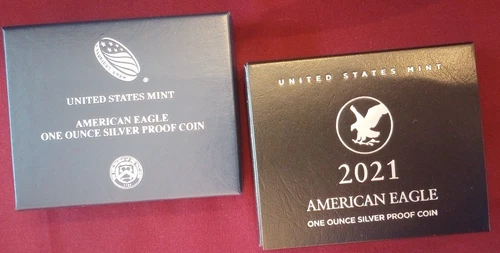 UNITED STATES MINT
AMERICAN EAGLE
ONE OUNCE SILVER PROOF COIN
UNITED STATES MINT
2021
AMERICAN EAGLE
ONE OUNCE SILVER PROOF COIN